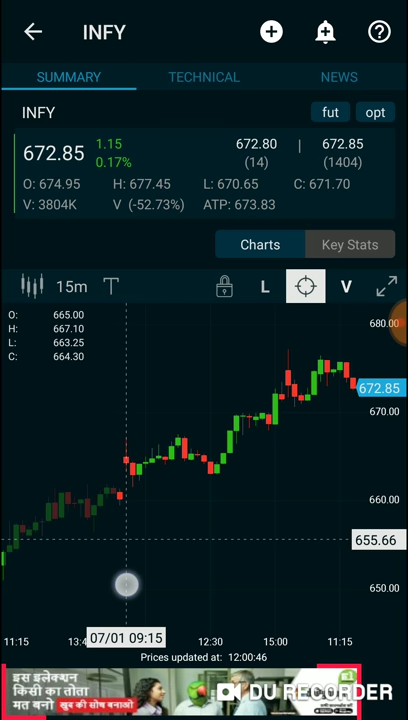 INFY
SUMMARY TECHNICAL NEWS
INFY fut opt
672.85 1.15 0.17% 672.80 (14) | 672.85 (1404)
O: 674.95 H: 677.45 L: 670.65 C: 671.70
V: 3804K V (-52.73%) ATP: 673.83
Charts Key Stats
15m T L V
O: 665.00
H: 667.10
L: 663.25
C: 664.30
680.00
672.85
670.00
660.00
655.66
650.00
11:15 13:4 07/01 09:15 12:30 15:00 11:15
Prices updated at: 12:00:46
इस इलेक्शन
किसी का तोता
मत बनो खुद की सोच बनाओ
DU RECORDER